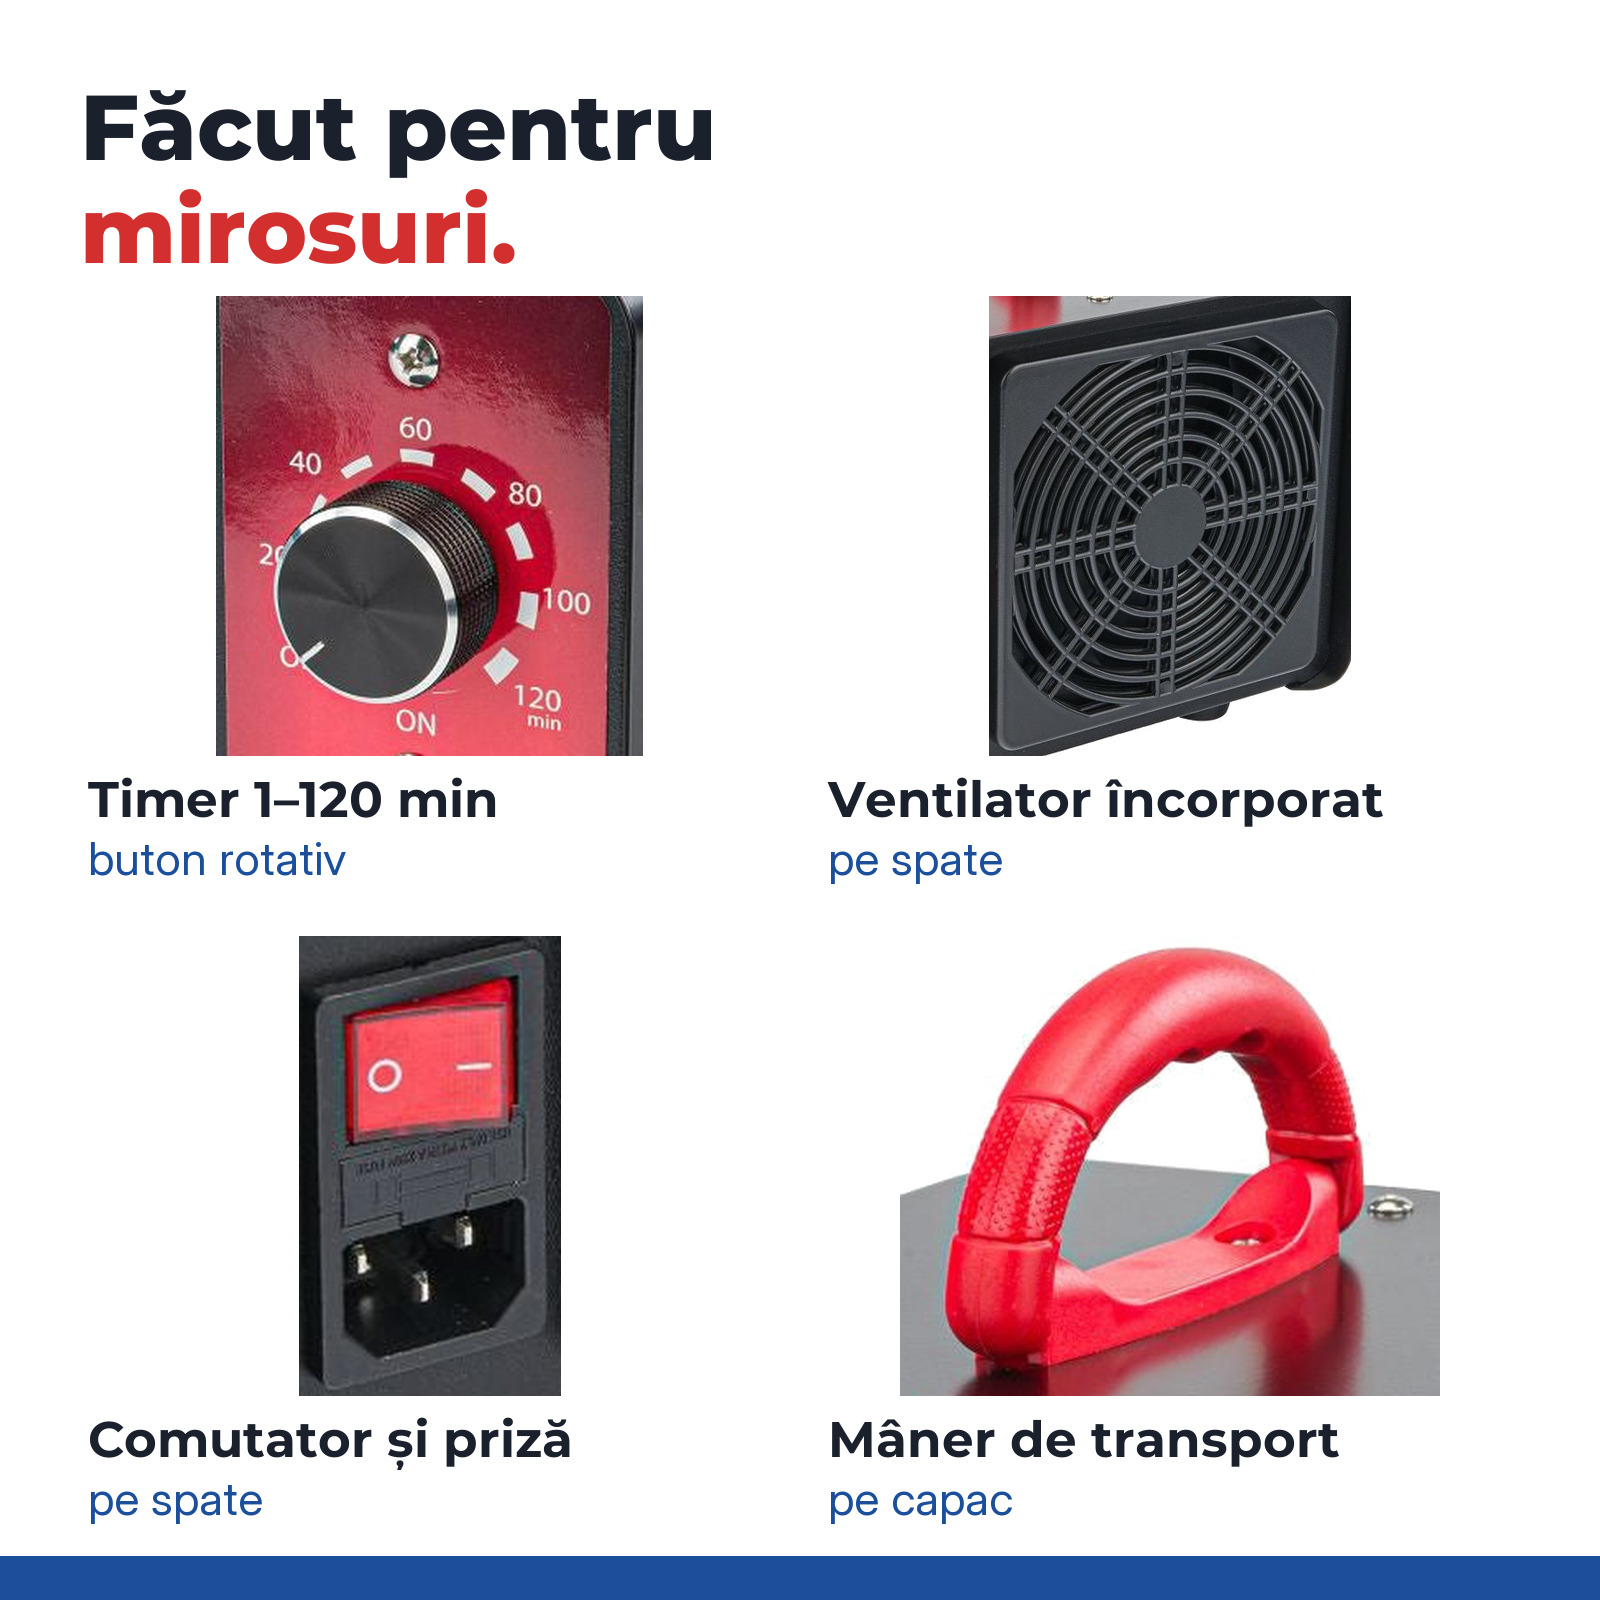 Făcut pentru
mirosuri.
60
40
80
20
100
120
min
ON
Timer 1–120 min
buton rotativ
Ventilator încorporat
pe spate
O –
Comutator și priză
pe spate
Mâner de transport
pe capac